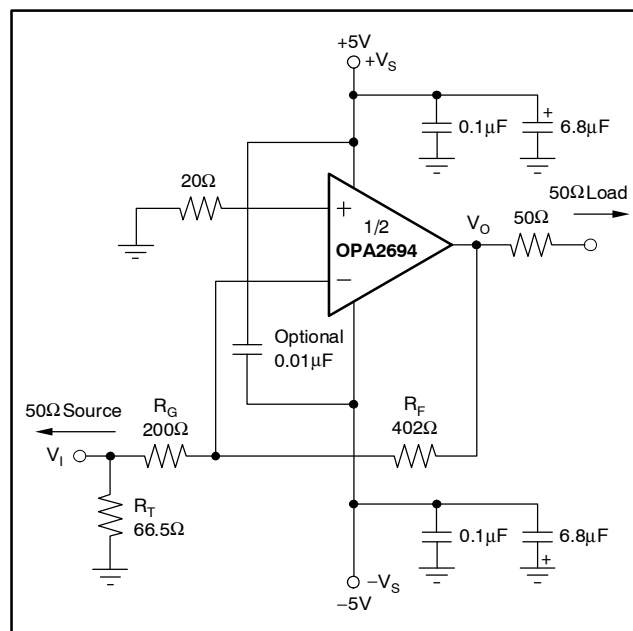 +5V
+V_S
0.1µF
6.8µF
+
20Ω
50Ω Load
+
1/2
OPA2694
V_O
50Ω
−
Optional
0.01µF
50Ω Source
R_G
200Ω
R_F
402Ω
V_I
R_T
66.5Ω
0.1µF
6.8µF
+
−V_S
−5V